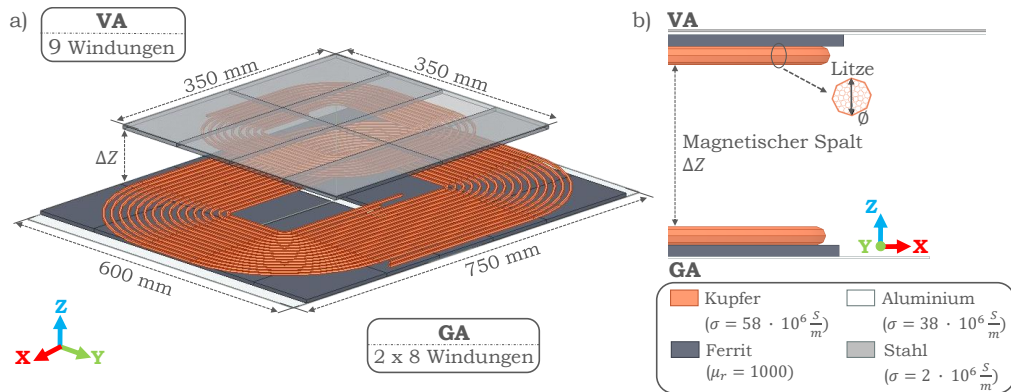 a)
VA
9 Windungen
350 mm
350 mm
ΔZ
600 mm
750 mm
Z
X
Y
GA
2 x 8 Windungen
b)
VA
Litze
Ø
Magnetischer Spalt
ΔZ
Z
Y
X
GA
Kupfer
(σ = 58 · 10⁶ S/m)
Aluminium
(σ = 38 · 10⁶ S/m)
Ferrit
(μᵣ = 1000)
Stahl
(σ = 2 · 10⁶ S/m)